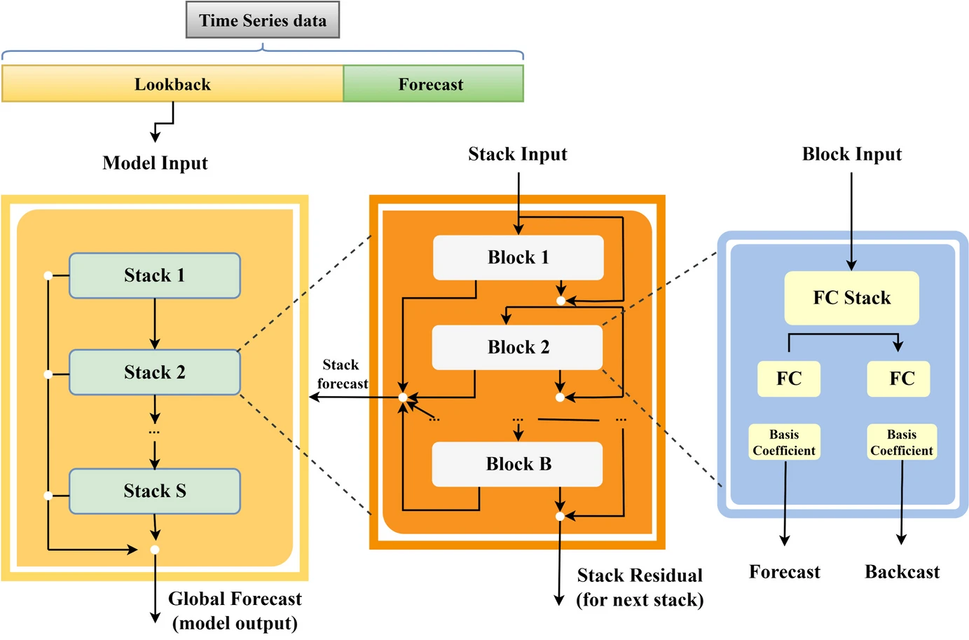 Time Series data
Lookback
Forecast
Model Input
Stack Input
Block Input
Stack 1
Stack 2
...
Stack S
Global Forecast
(model output)
Block 1
Block 2
Stack
forecast
...
...
...
Block B
Stack Residual
(for next stack)
FC Stack
FC
FC
Basis
Coefficient
Basis
Coefficient
Forecast
Backcast